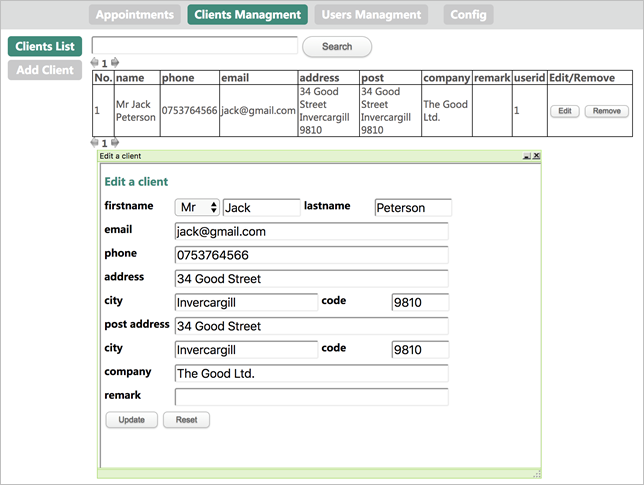 Appointments Clients Managment Users Managment Config
Clients List Search
Add Client
1
No. name phone email address post company remark userid Edit/Remove
1 Mr Jack Peterson 0753764566 jack@gmail.com 34 Good Street Invercargill 9810 34 Good Street Invercargill 9810 The Good Ltd. 1 Edit Remove
1
Edit a client
Edit a client
firstname Mr Jack lastname Peterson
email jack@gmail.com
phone 0753764566
address 34 Good Street
city Invercargill code 9810
post address 34 Good Street
city Invercargill code 9810
company The Good Ltd.
remark
Update Reset